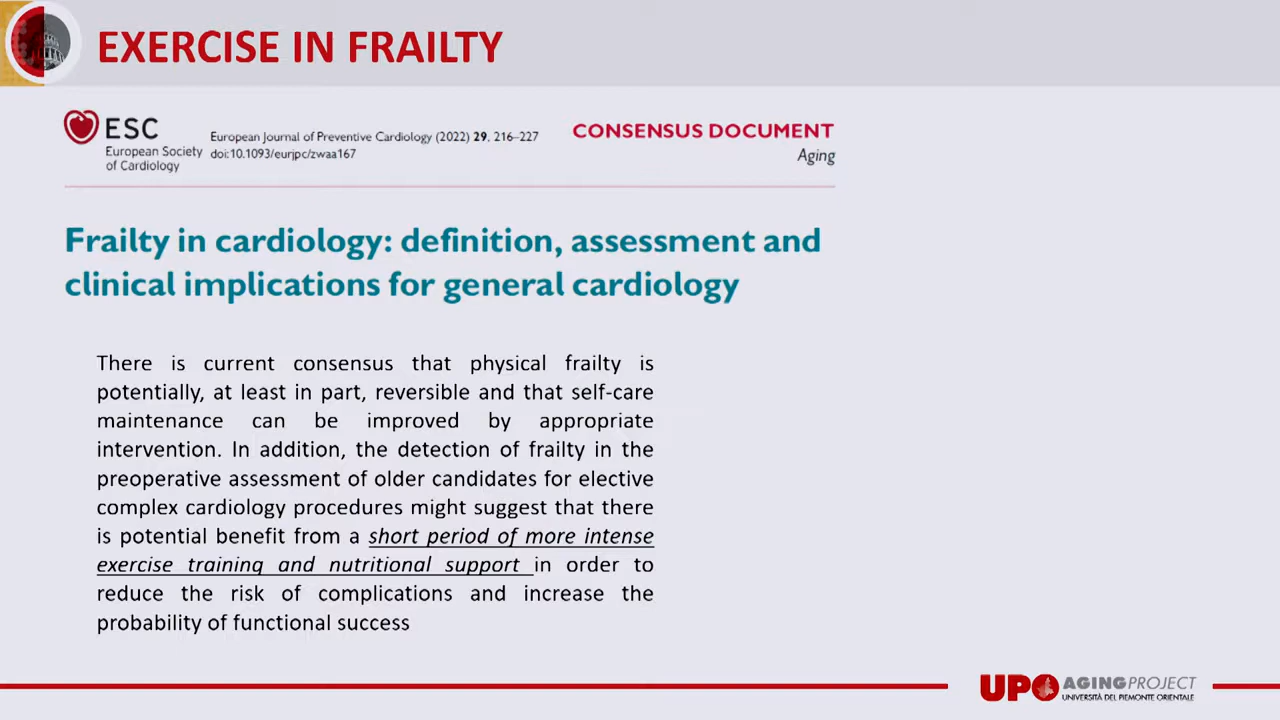 EXERCISE IN FRAILTY
ESC
European Society
of Cardiology
European Journal of Preventive Cardiology (2022) 29, 216–227
doi:10.1093/eurjpc/zwaa167
CONSENSUS DOCUMENT
Aging
Frailty in cardiology: definition, assessment and
clinical implications for general cardiology
There is current consensus that physical frailty is
potentially, at least in part, reversible and that self-care
maintenance can be improved by appropriate
intervention. In addition, the detection of frailty in the
preoperative assessment of older candidates for elective
complex cardiology procedures might suggest that there
is potential benefit from a short period of more intense
exercise training and nutritional support in order to
reduce the risk of complications and increase the
probability of functional success
UPO AGING PROJECT
UNIVERSITÀ DEL PIEMONTE ORIENTALE